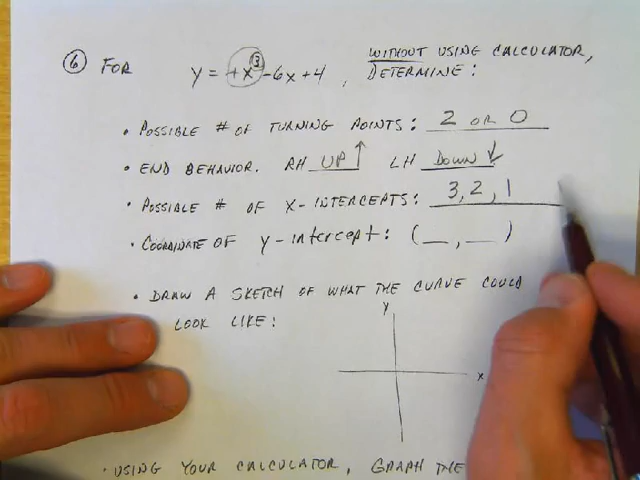 6 FOR y = +x³ - 6x + 4 , WITHOUT USING CALCULATOR,
DETERMINE :
• POSSIBLE # OF TURNING POINTS: 2 OR 0
• END BEHAVIOR. RH UP ↑ LH DOWN ↓
• POSSIBLE # OF X-INTERCEPTS: 3, 2, 1
• COORDINATE OF Y-INTERCEPT: ( __ , __ )
• DRAW A SKETCH OF WHAT THE CURVE COULD
LOOK LIKE:
y
x
• USING YOUR CALCULATOR, GRAPH THE